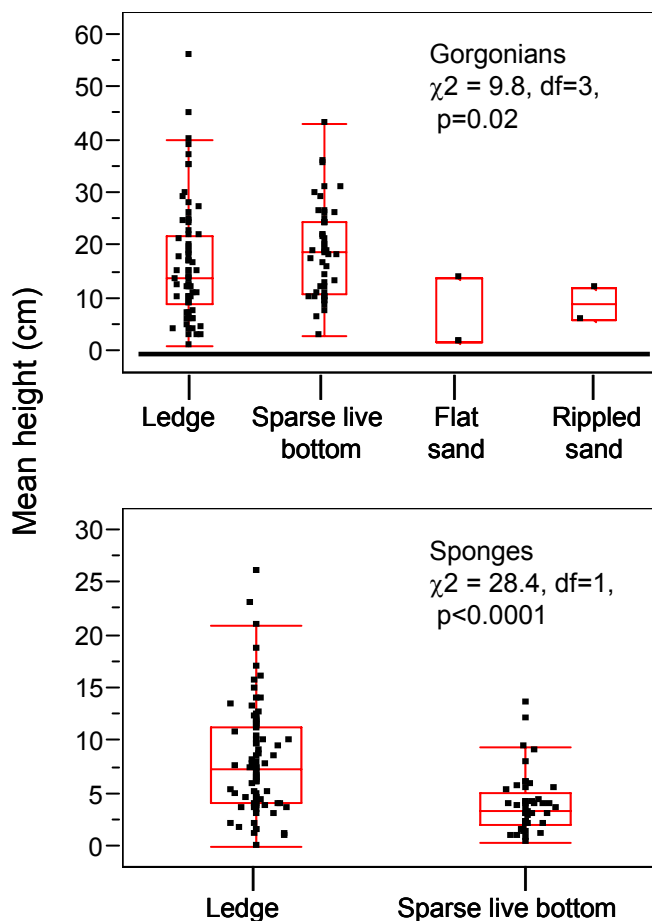 Mean height (cm)
60
50
40
30
20
10
0
Gorgonians
χ2 = 9.8, df=3,
p=0.02
Ledge
Sparse live
bottom
Flat
sand
Rippled
sand
30
25
20
15
10
5
0
Sponges
χ2 = 28.4, df=1,
p<0.0001
Ledge
Sparse live bottom